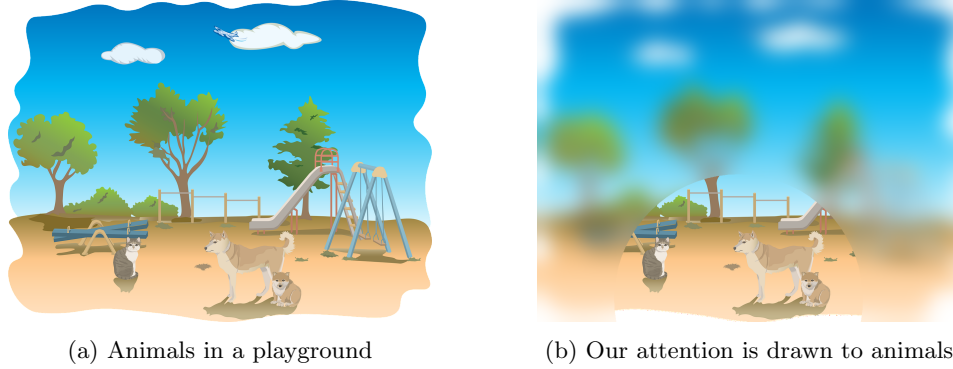 (a) Animals in a playground
(b) Our attention is drawn to animals